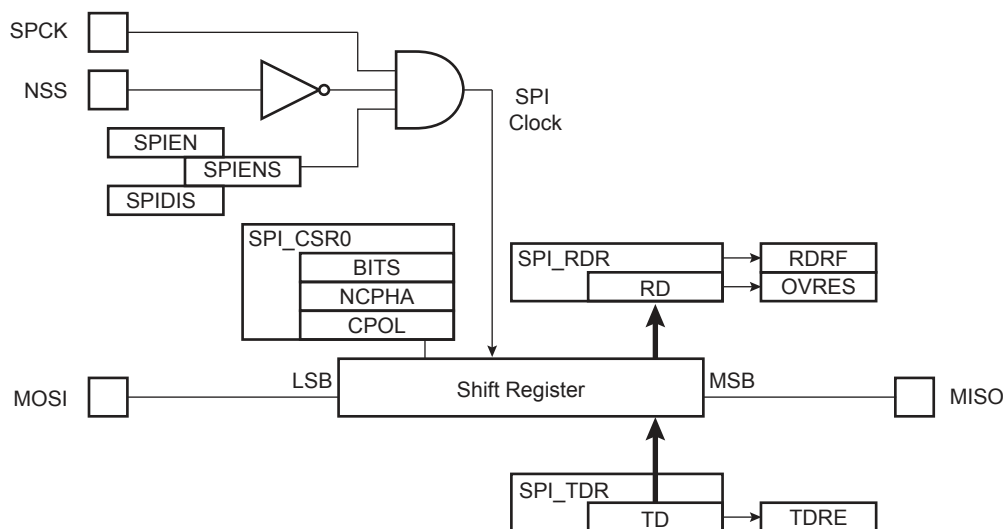 SPCK
NSS
SPI
Clock
SPIEN
SPIENS
SPIDIS
SPI_CSR0
BITS
NCPHA
CPOL
SPI_RDR
RD
RDRF
OVRES
MOSI
LSB
Shift Register
MSB
MISO
SPI_TDR
TD
TDRE